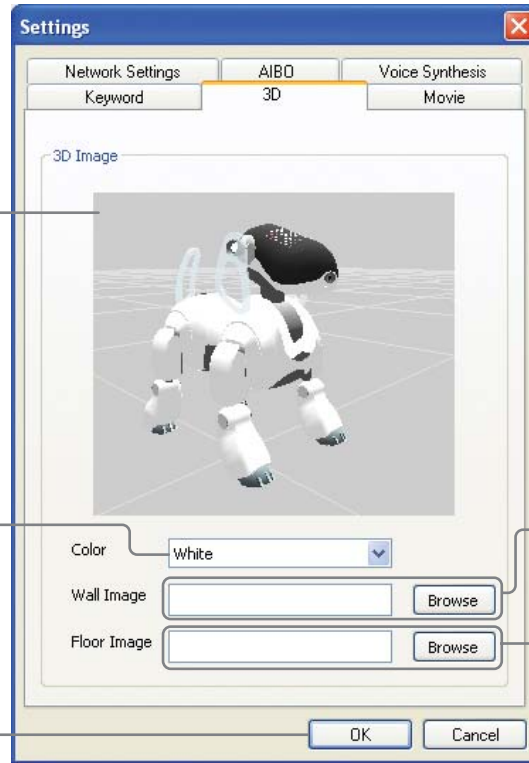 Settings
Network Settings AIBO Voice Synthesis
Keyword 3D Movie
3D Image
Color White
Wall Image Browse
Floor Image Browse
OK Cancel